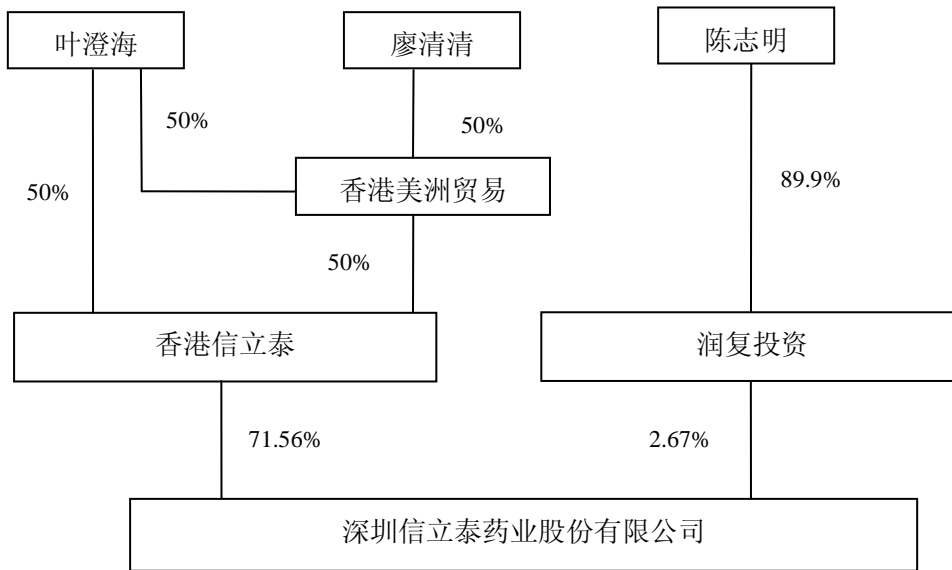 叶澄海
廖清清
陈志明
50%
50%
50%
89.9%
香港美洲贸易
50%
香港信立泰
润复投资
71.56%
2.67%
深圳信立泰药业股份有限公司